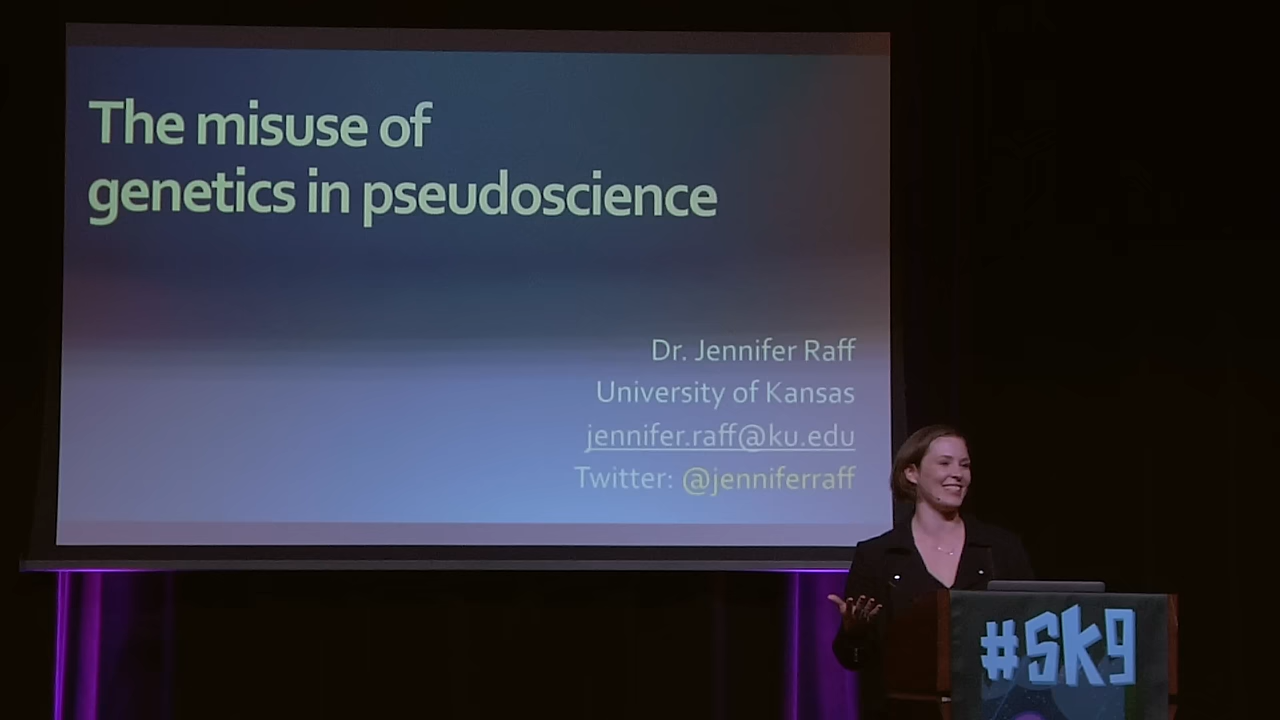 The misuse of
genetics in pseudoscience
Dr. Jennifer Raff
University of Kansas
jennifer.raff@ku.edu
Twitter: @jenniferraff
#SK9